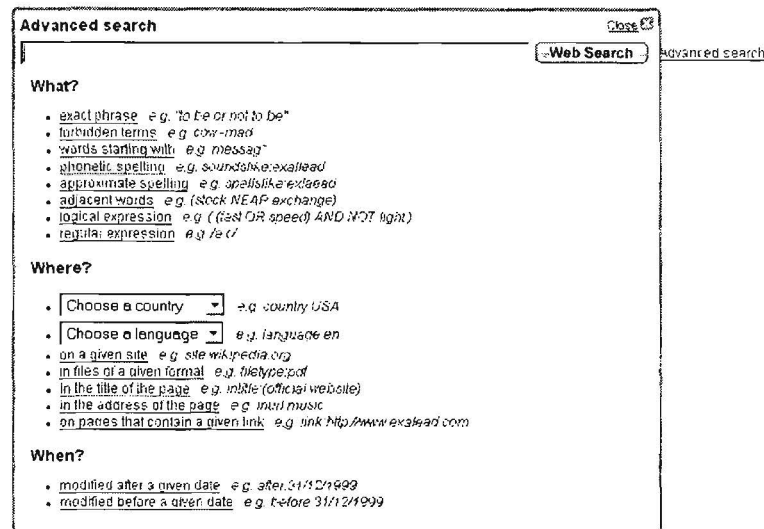 Advanced search
Close
Web Search
Advanced search
What?
exact phrase e.g. "to be or not to be"
forbidden terms e.g. cow -mad
words starting with e.g. messag*
phonetic spelling e.g. soundslike:exallead
approximate spelling e.g. spellslike:exlaead
adjacent words e.g. (stock NEAR exchange)
logical expression e.g. ( (fast OR speed) AND NOT light )
regular expression e.g.
Where?
Choose a country e.g. country USA
Choose a language e.g. language en
on a given site e.g. site wikipedia.org
in files of a given format e.g. filetype:pdf
In the title of the page e.g. intitle:(official website)
in the address of the page e.g. inurl music
on pages that contain a given link e.g. link http://www.exalead.com
When?
modified after a given date e.g. after 31/12/1999
modified before a given date e.g. before 31/12/1999